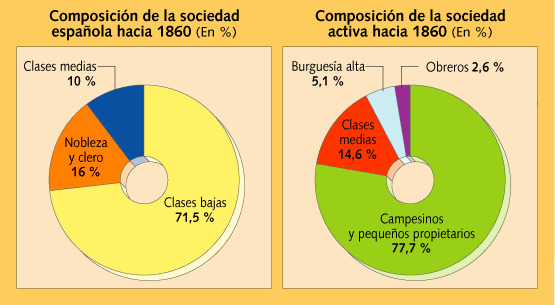 Composición de la sociedad
española hacia 1860 (En %)
Clases medias
10 %
Nobleza
y clero
16 %
Clases bajas
71,5 %
Composición de la sociedad
activa hacia 1860 (En %)
Burguesía alta
5,1 %
Obreros 2,6 %
Clases
medias
14,6 %
Campesinos
y pequeños propietarios
77,7 %